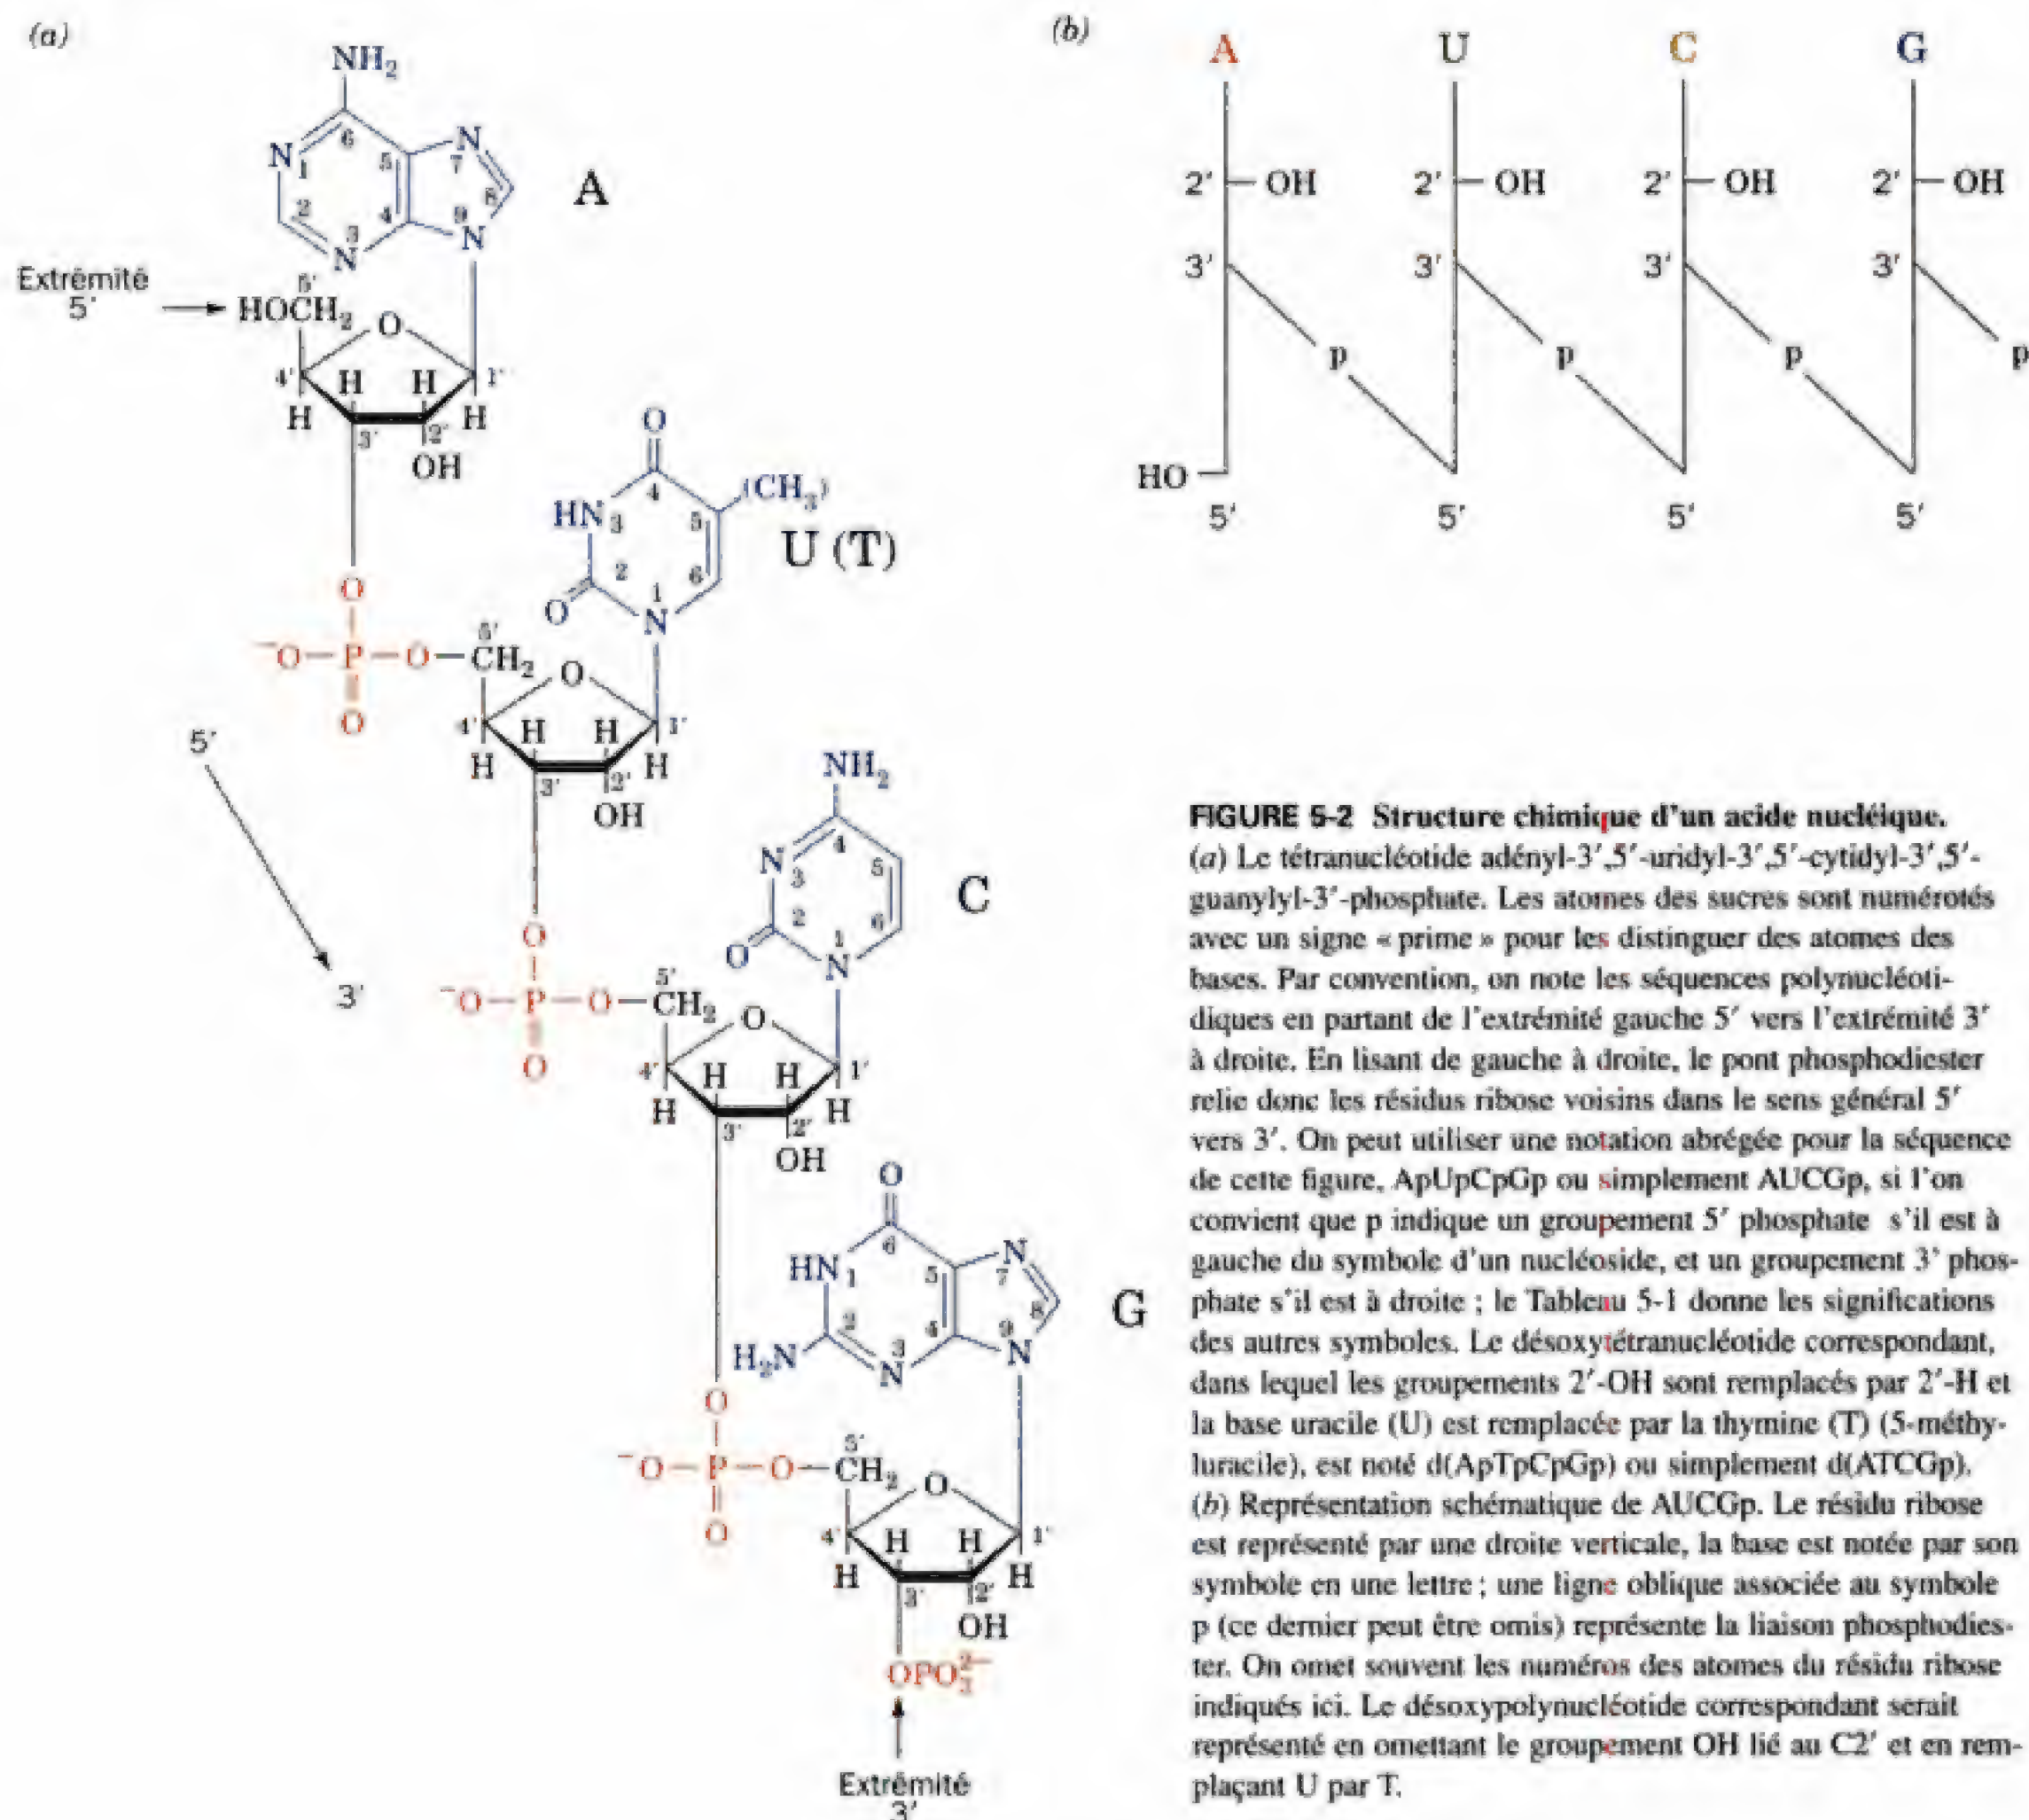 (a)
NH₂
N 1 2 N 3 4 5 6 N 7 8 9 N
A
Extrémité
5'
5'
HOCH₂ O
4' H H 1'
H 3' 2' H
OH
O
O
4 (CH₃)
HN 3 5
U (T)
2 1 6
O N
⁻O—P—O—CH₂ 5' O
O
4' H H 1'
H 3' 2' H
OH
5'
3'
NH₂
4
N 3 5
C
2 1 6
O N
O
⁻O—P—O—CH₂ 5' O
O
4' H H 1'
H 3' 2' H
OH
O
6 N 7
HN 1 5 8
G
2 4 9
H₂N N 3 N
O
⁻O—P—O—CH₂ 5' O
O
4' H H 1'
H 3' 2' H
OH
OPO₃²⁻
Extrémité
3'
(b)
A U C G
2' OH 2' OH 2' OH 2' OH
3' 3' 3' 3'
p p p p
HO
5' 5' 5' 5'
FIGURE 5-2 Structure chimique d'un acide nucléique.
(a) Le tétranucléotide adényl-3',5'-uridyl-3',5'-cytidyl-3',5'-
guanylyl-3'-phosphate. Les atomes des sucres sont numérotés
avec un signe « prime » pour les distinguer des atomes des
bases. Par convention, on note les séquences polynucléoti-
diques en partant de l'extrémité gauche 5' vers l'extrémité 3'
à droite. En lisant de gauche à droite, le pont phosphodiester
relie donc les résidus ribose voisins dans le sens général 5'
vers 3'. On peut utiliser une notation abrégée pour la séquence
de cette figure, ApUpCpGp ou simplement AUCGp, si l'on
convient que p indique un groupement 5' phosphate s'il est à
gauche du symbole d'un nucléoside, et un groupement 3' phos-
phate s'il est à droite ; le Tableau 5-1 donne les significations
des autres symboles. Le désoxytétranucléotide correspondant,
dans lequel les groupements 2'-OH sont remplacés par 2'-H et
la base uracile (U) est remplacée par la thymine (T) (5-méthy-
luracile), est noté d(ApTpCpGp) ou simplement d(ATCGp).
(b) Représentation schématique de AUCGp. Le résidu ribose
est représenté par une droite verticale, la base est notée par son
symbole en une lettre ; une ligne oblique associée au symbole
p (ce dernier peut être omis) représente la liaison phosphodies-
ter. On omet souvent les numéros des atomes du résidu ribose
indiqués ici. Le désoxypolynucléotide correspondant serait
représenté en omettant le groupement OH lié au C2' et en rem-
plaçant U par T.